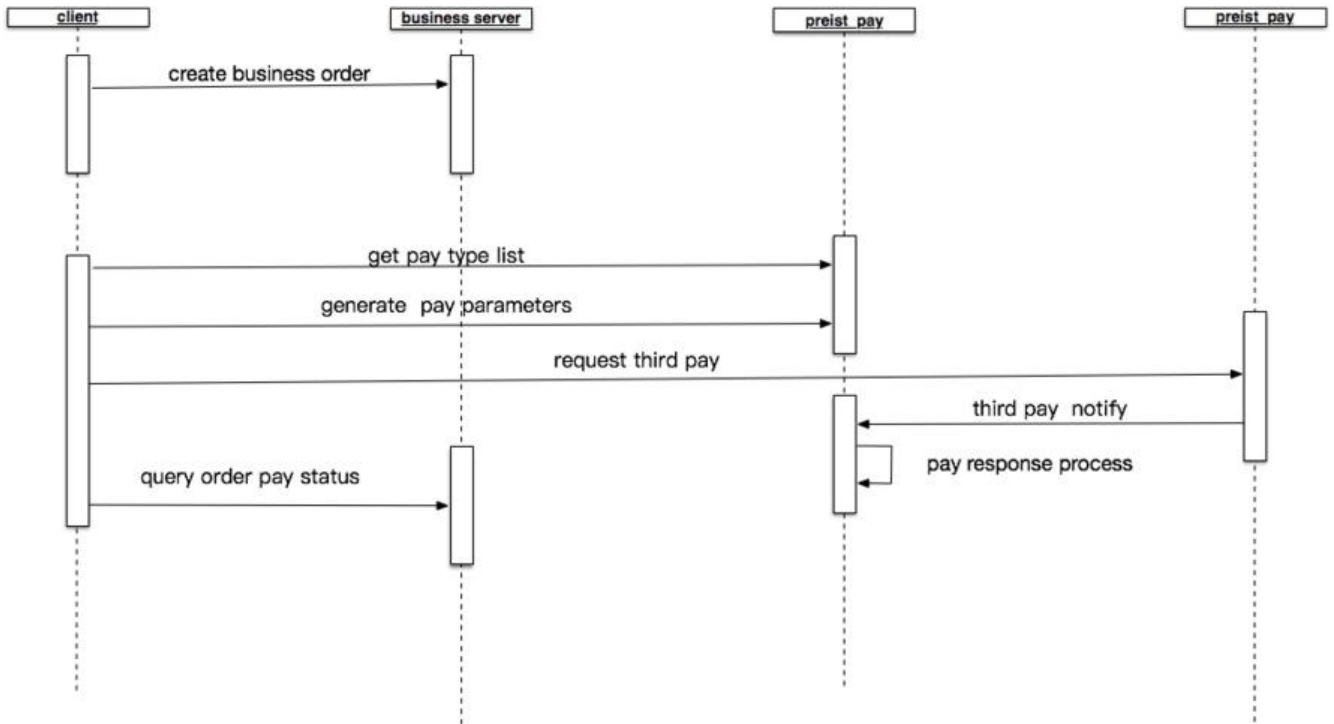 client
business server
preist_pay
preist_pay
create business order
get pay type list
generate pay parameters
request third pay
third pay notify
pay response process
query order pay status